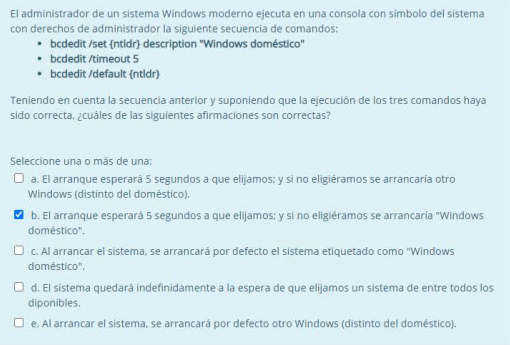 El administrador de un sistema Windows moderno ejecuta en una consola con símbolo del sistema
con derechos de administrador la siguiente secuencia de comandos:
• bcdedit /set {ntldr} description "Windows doméstico"
• bcdedit /timeout 5
• bcdedit /default {ntldr}
Teniendo en cuenta la secuencia anterior y suponiendo que la ejecución de los tres comandos haya
sido correcta, ¿cuáles de las siguientes afirmaciones son correctas?
Seleccione una o más de una:
a. El arranque esperará 5 segundos a que elijamos; y si no eligiéramos se arrancaría otro
Windows (distinto del doméstico).
b. El arranque esperará 5 segundos a que elijamos; y si no eligiéramos se arrancaría "Windows
doméstico".
c. Al arrancar el sistema, se arrancará por defecto el sistema etiquetado como "Windows
doméstico".
d. El sistema quedará indefinidamente a la espera de que elijamos un sistema de entre todos los
diponibles.
e. Al arrancar el sistema, se arrancará por defecto otro Windows (distinto del doméstico).